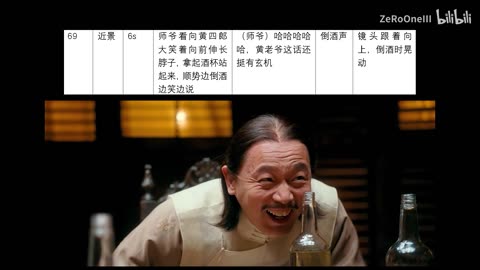 ZeRoOneIII bilibili
69 近景 6s 师爷看向黄四郎 （师爷）哈哈哈哈 倒酒声 镜头跟着向
大笑着向前伸长 哈，黄老爷这话还 上，倒酒时晃
脖子，拿起酒杯站 挺有玄机 动
起来，顺势边倒酒
边笑边说